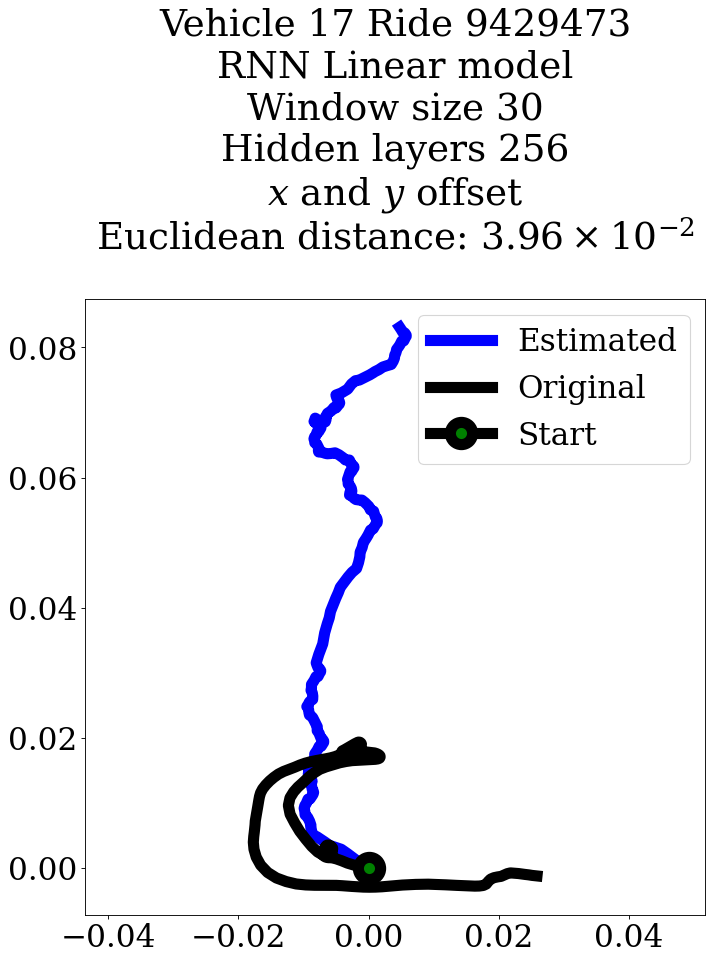 Vehicle 17 Ride 9429473
RNN Linear model
Window size 30
Hidden layers 256
x and y offset
Euclidean distance: 3.96 × 10⁻²
Estimated
Original
Start
0.08
0.06
0.04
0.02
0.00
−0.04 −0.02 0.00 0.02 0.04